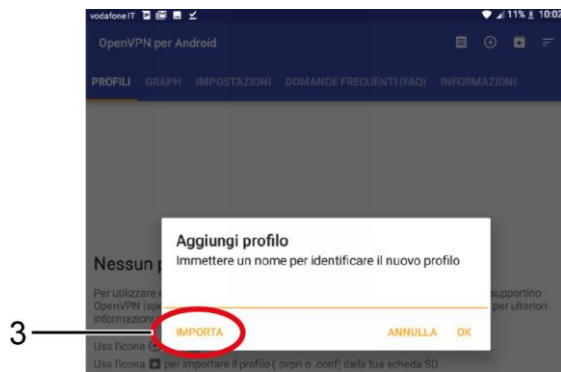 vodafone IT 11% 10:02
OpenVPN per Android
PROFILI GRAPH IMPOSTAZIONI DOMANDE FREQUENTI (FAQ) INFORMAZIONI
Aggiungi profilo
Immettere un nome per identificare il nuovo profilo
Nessun
Per utilizzare supportino
OpenVPN per ulteriori
informazioni
3
IMPORTA ANNULLA OK
Usa l'icona
Usa l'icona per importare il profilo (.ovpn o .conf) dalla tua scheda SD.